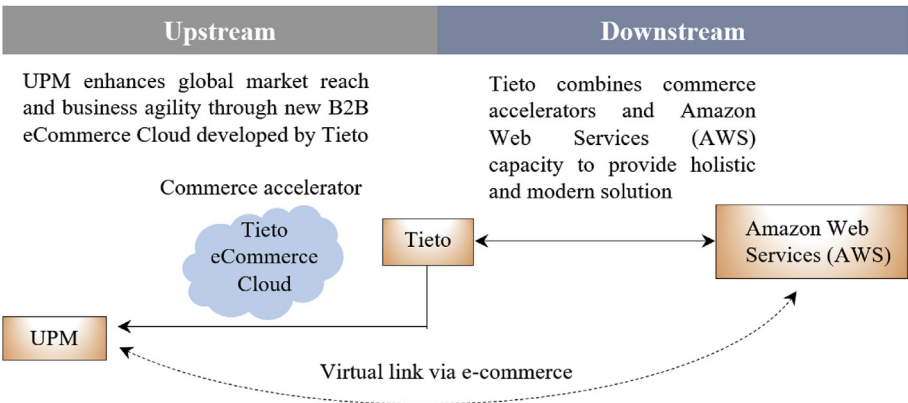 Upstream
Downstream
UPM enhances global market reach
and business agility through new B2B
eCommerce Cloud developed by Tieto
Tieto combines commerce
accelerators and Amazon
Web Services (AWS)
capacity to provide holistic
and modern solution
Commerce accelerator
Tieto
eCommerce
Cloud
Tieto
Amazon Web
Services (AWS)
UPM
Virtual link via e-commerce